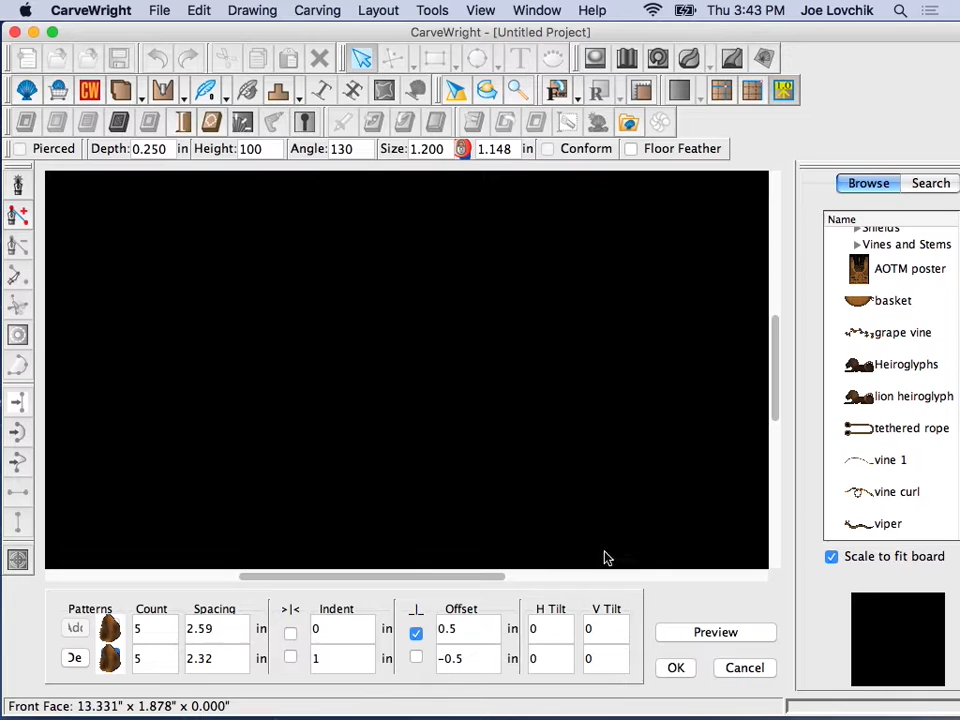 CarveWright File Edit Drawing Carving Layout Tools View Window Help Thu 3:43 PM Joe Lovchik
CarveWright - [Untitled Project]
CW
Pierced Depth: 0.250 in Height: 100 Angle: 130 Size: 1.200 1.148 in Conform Floor Feather
Browse Search
Name
Shields
Vines and Stems
AOTM poster
basket
grape vine
Heiroglyphs
lion heiroglyph
tethered rope
vine 1
vine curl
viper
Scale to fit board
Patterns Count Spacing >|< Indent _|_ Offset H Tilt V Tilt
Adc 5 2.59 in 0 in 0.5 in 0 0
De 5 2.32 in 1 in -0.5 in 0 0
Preview
OK Cancel
Front Face: 13.331" x 1.878" x 0.000"